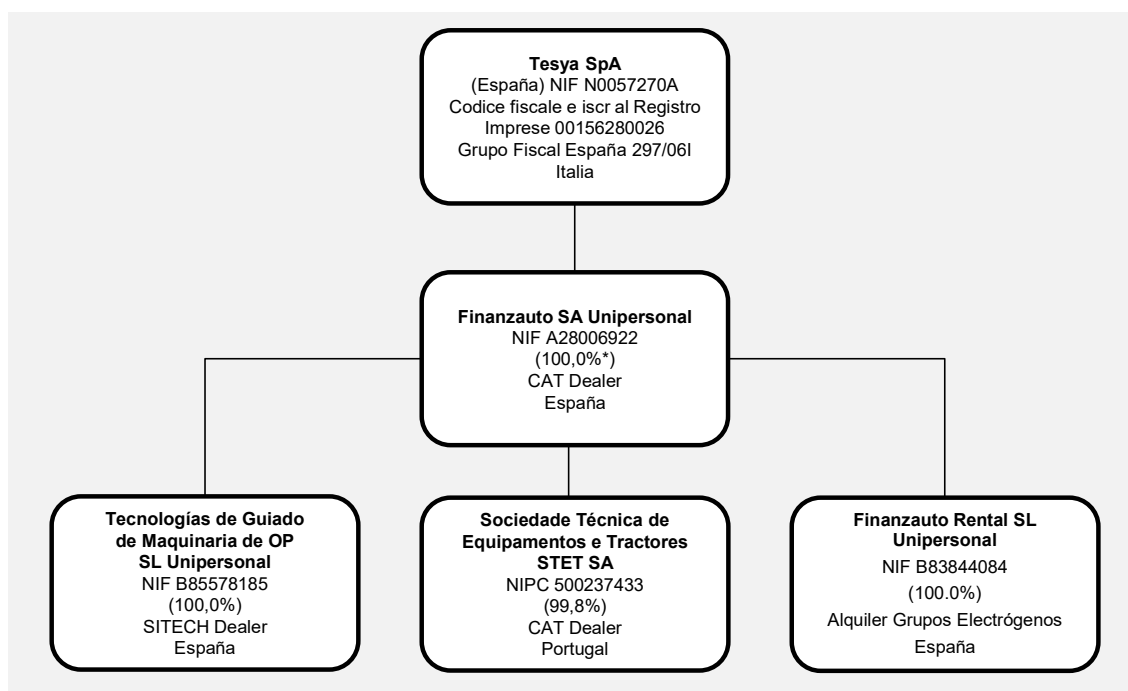 Tesya SpA
(España) NIF N0057270A
Codice fiscale e iscr al Registro
Imprese 00156280026
Grupo Fiscal España 297/06I
Italia
Finanzauto SA Unipersonal
NIF A28006922
(100,0%*)
CAT Dealer
España
Tecnologías de Guiado
de Maquinaria de OP
SL Unipersonal
NIF B85578185
(100,0%)
SITECH Dealer
España
Sociedade Técnica de
Equipamentos e Tractores
STET SA
NIPC 500237433
(99,8%)
CAT Dealer
Portugal
Finanzauto Rental SL
Unipersonal
NIF B83844084
(100.0%)
Alquiler Grupos Electrógenos
España